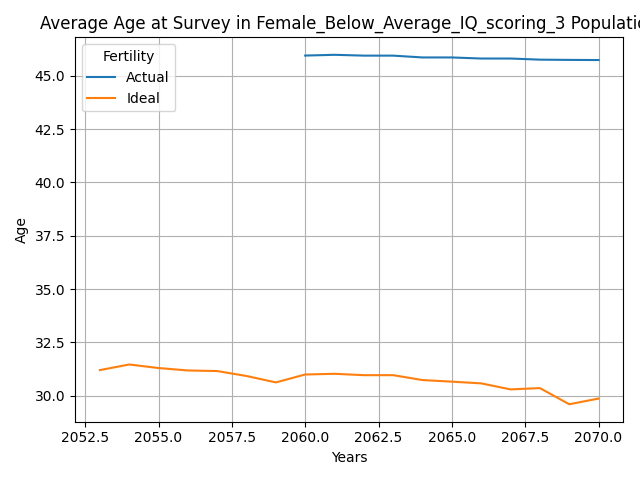 Average Age at Survey in Female_Below_Average_IQ_scoring_3 Populatio
Fertility
Actual
Ideal
45.0
42.5
40.0
37.5
35.0
32.5
30.0
Age
2052.5 2055.0 2057.5 2060.0 2062.5 2065.0 2067.5 2070.0
Years